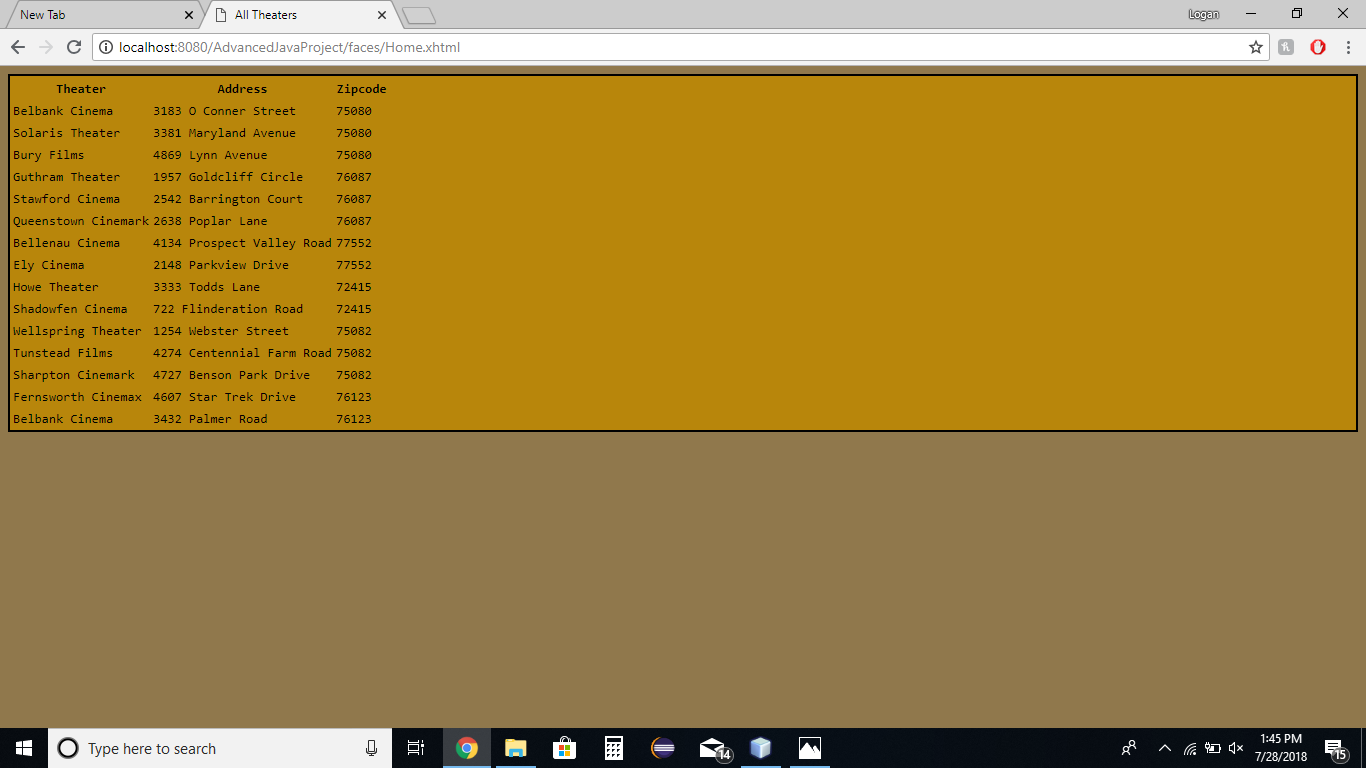 New Tab
All Theaters
Logan
localhost:8080/AdvancedJavaProject/faces/Home.xhtml
Theater Address Zipcode
Belbank Cinema 3183 O Conner Street 75080
Solaris Theater 3381 Maryland Avenue 75080
Bury Films 4869 Lynn Avenue 75080
Guthram Theater 1957 Goldcliff Circle 76087
Stawford Cinema 2542 Barrington Court 76087
Queenstown Cinemark 2638 Poplar Lane 76087
Bellenau Cinema 4134 Prospect Valley Road 77552
Ely Cinema 2148 Parkview Drive 77552
Howe Theater 3333 Todds Lane 72415
Shadowfen Cinema 722 Flinderation Road 72415
Wellspring Theater 1254 Webster Street 75082
Tunstead Films 4274 Centennial Farm Road 75082
Sharpton Cinemark 4727 Benson Park Drive 75082
Fernsworth Cinemax 4607 Star Trek Drive 76123
Belbank Cinema 3432 Palmer Road 76123
Type here to search
14
1:45 PM
7/28/2018
15